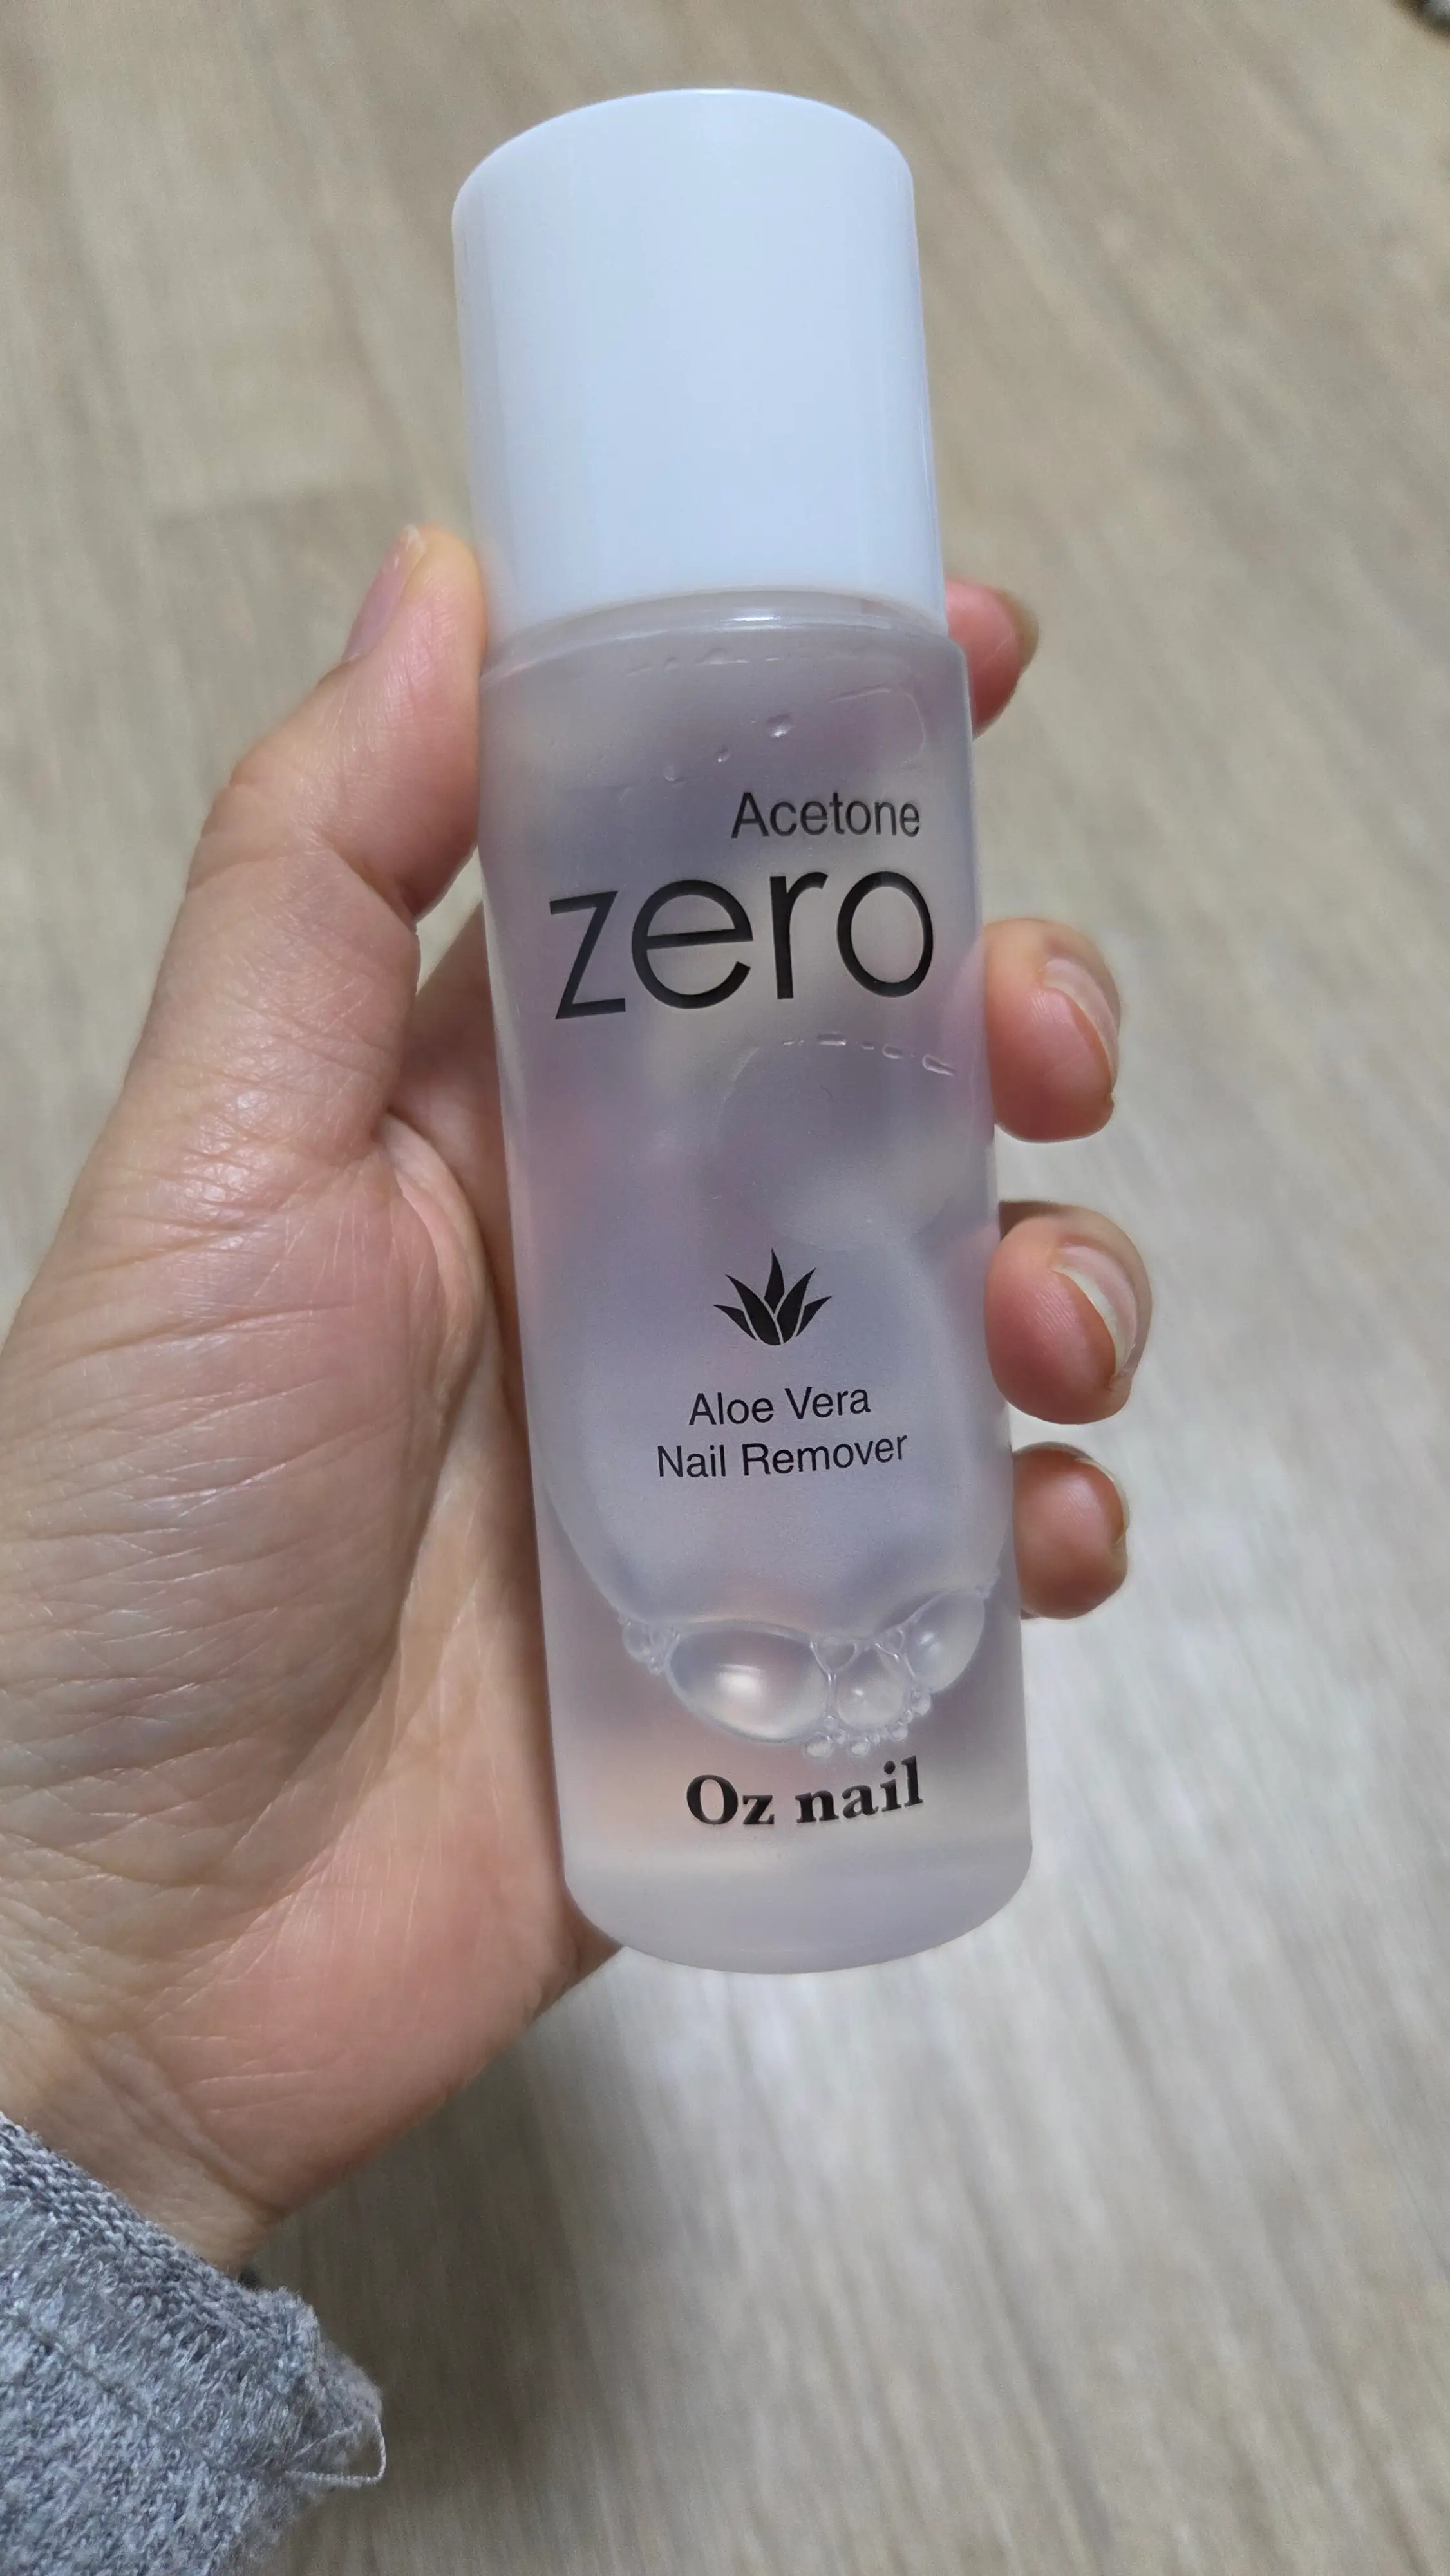 Acetone
zero
Aloe Vera
Nail Remover
Oz nail